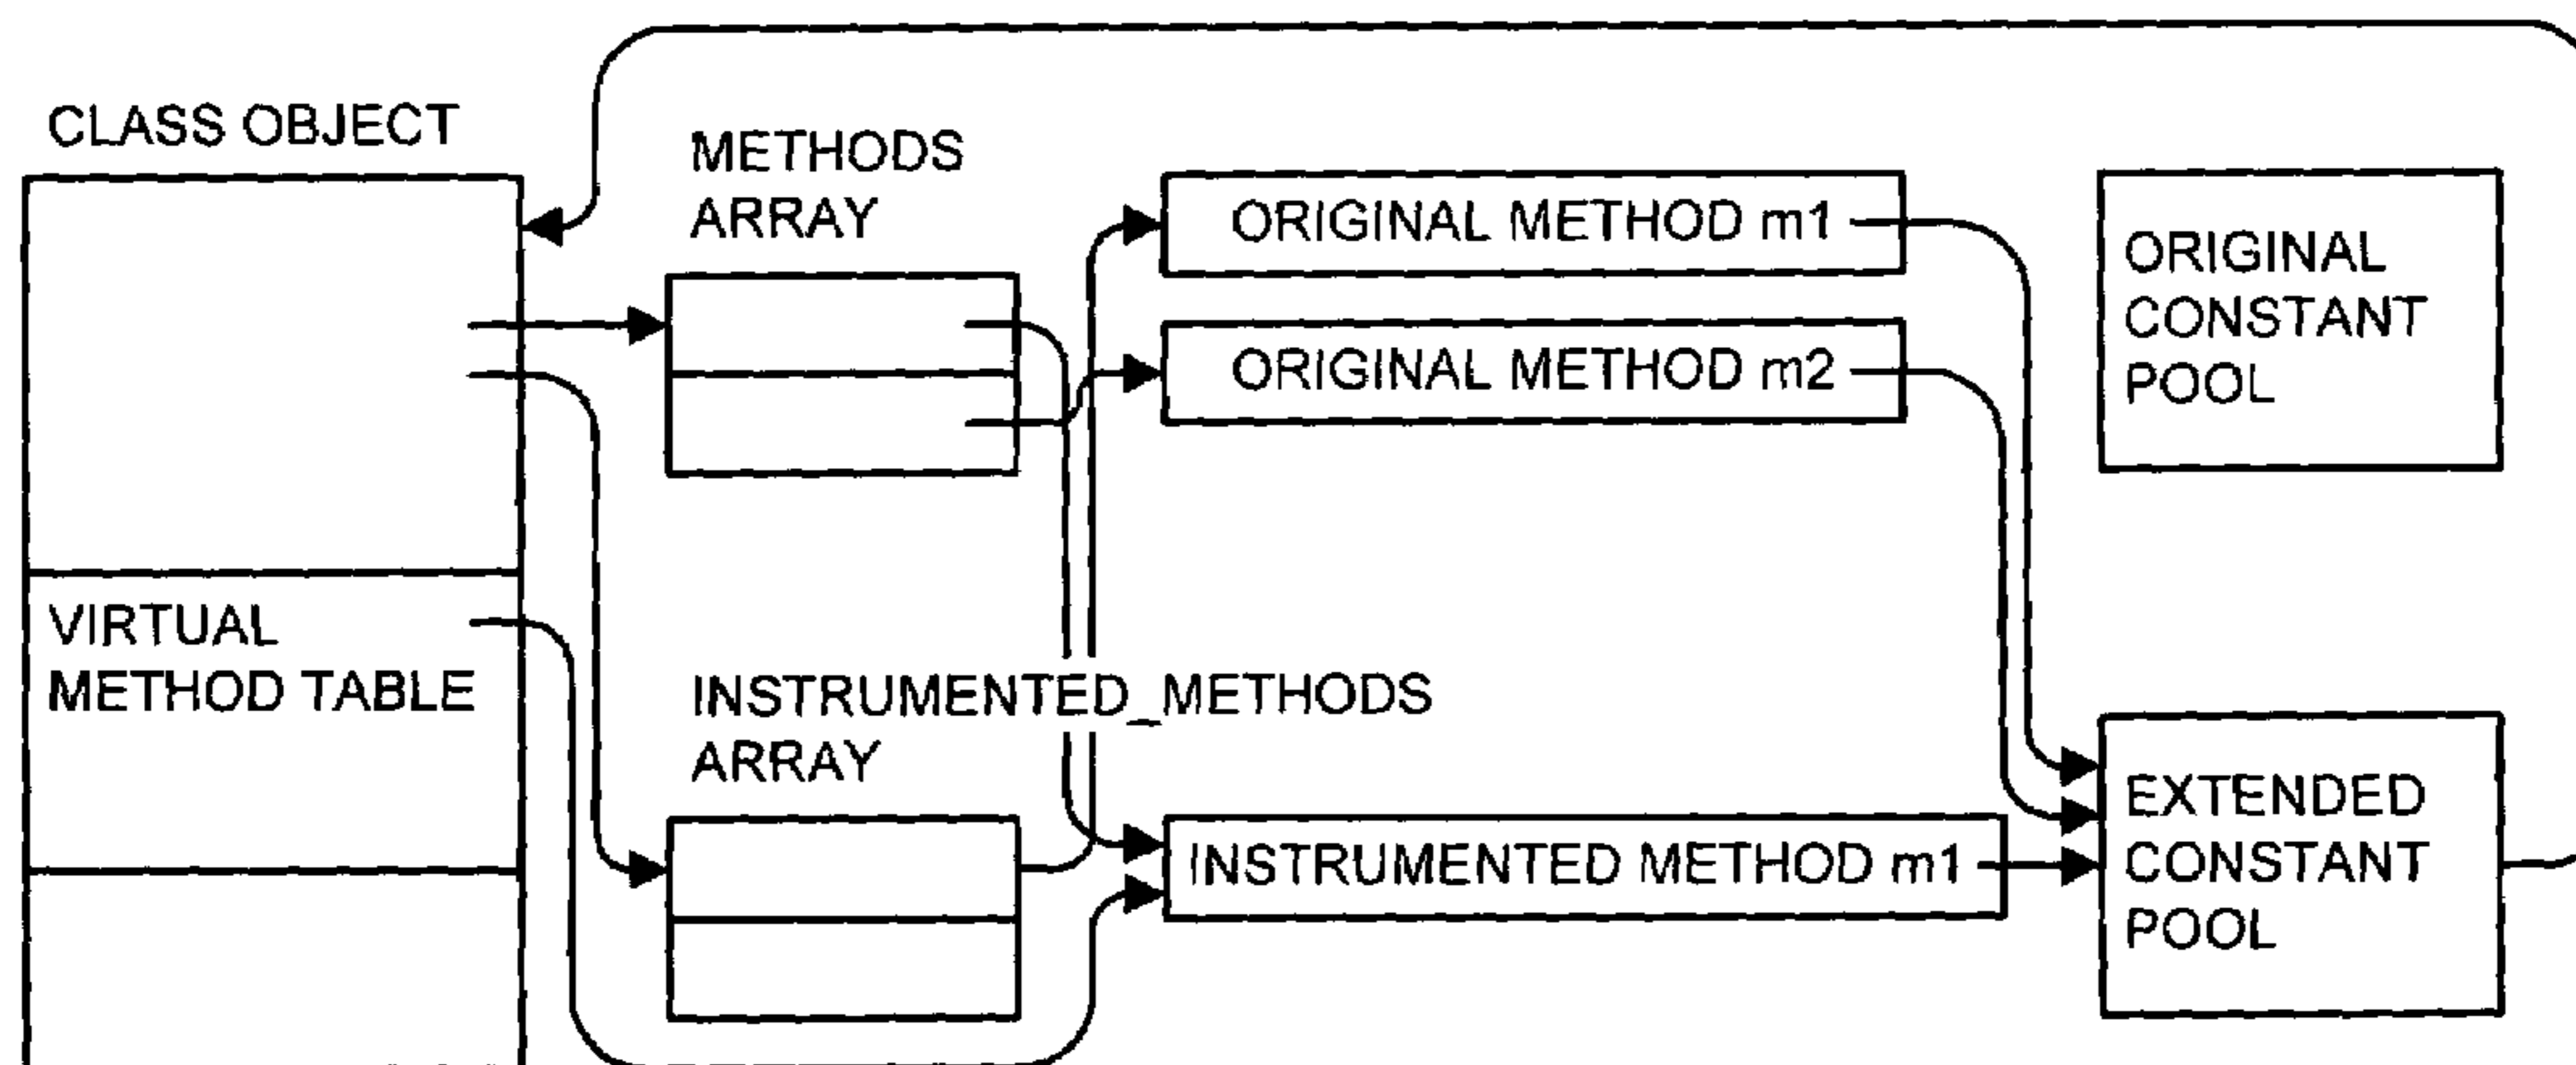 CLASS OBJECT
METHODS
ARRAY
ORIGINAL METHOD m1
ORIGINAL METHOD m2
ORIGINAL
CONSTANT
POOL
VIRTUAL
METHOD TABLE
INSTRUMENTED_METHODS
ARRAY
INSTRUMENTED METHOD m1
EXTENDED
CONSTANT
POOL